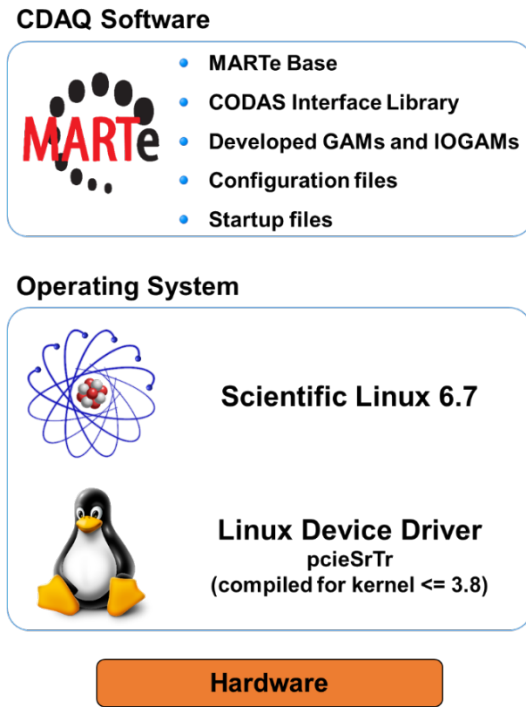 CDAQ Software
MARTe
MARTe Base
CODAS Interface Library
Developed GAMs and IOGAMs
Configuration files
Startup files
Operating System
Scientific Linux 6.7
Linux Device Driver
pcieSrTr
(compiled for kernel <= 3.8)
Hardware